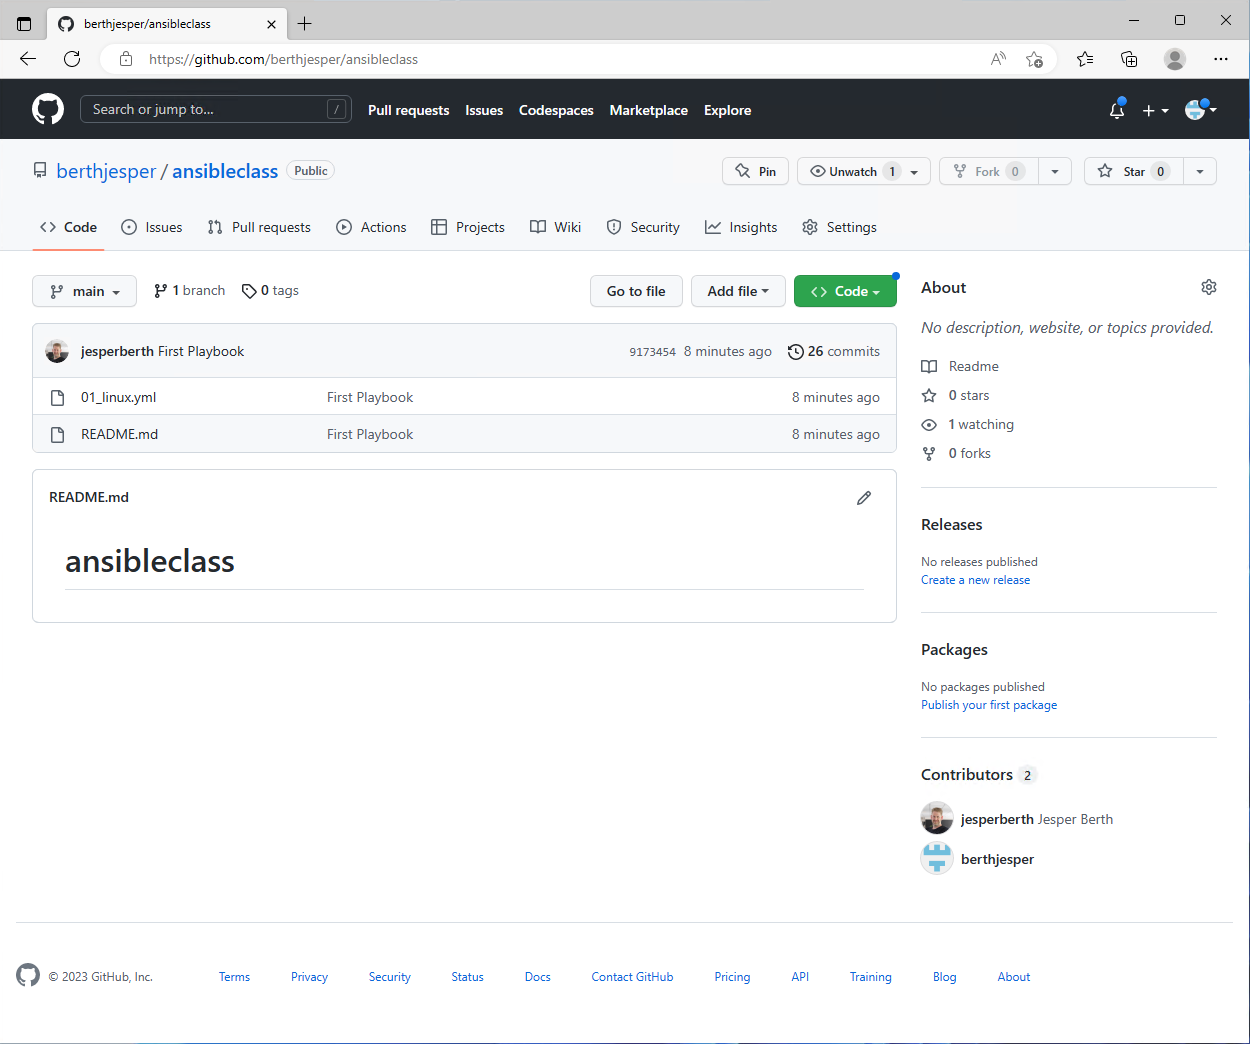 berthjesper/ansibleclass
https://github.com/berthjesper/ansibleclass
Search or jump to... /
Pull requests Issues Codespaces Marketplace Explore
berthjesper / ansibleclass Public
Pin Unwatch 1 Fork 0 Star 0
Code Issues Pull requests Actions Projects Wiki Security Insights Settings
main 1 branch 0 tags Go to file Add file Code
jesperberth First Playbook 9173454 8 minutes ago 26 commits
01_linux.yml First Playbook 8 minutes ago
README.md First Playbook 8 minutes ago
README.md
ansibleclass
About
No description, website, or topics provided.
Readme
0 stars
1 watching
0 forks
Releases
No releases published
Create a new release
Packages
No packages published
Publish your first package
Contributors 2
jesperberth Jesper Berth
berthjesper
© 2023 GitHub, Inc. Terms Privacy Security Status Docs Contact GitHub Pricing API Training Blog About